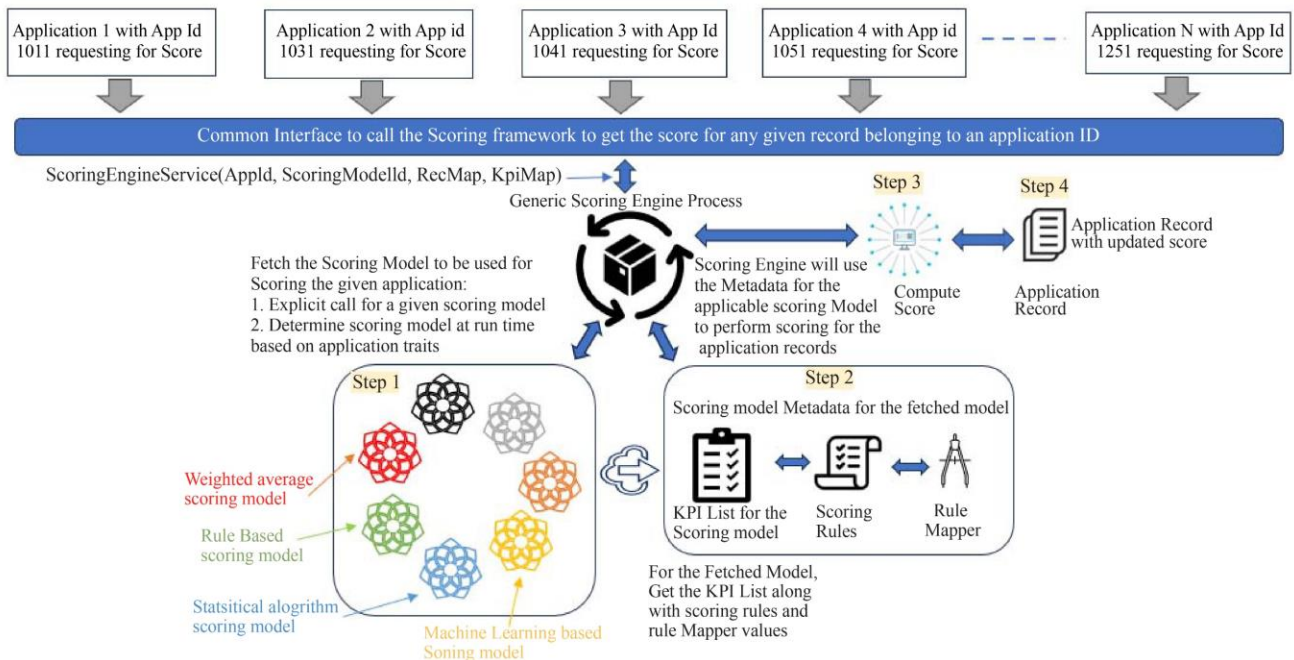 Application 1 with App Id
1011 requesting for Score
Application 2 with App id
1031 requesting for Score
Application 3 with App Id
1041 requesting for Score
Application 4 with App id
1051 requesting for Score
Application N with App Id
1251 requesting for Score
Common Interface to call the Scoring framework to get the score for any given record belonging to an application ID
ScoringEngineService(AppId, ScoringModelId, RecMap, KpiMap)
Generic Scoring Engine Process
Step 3
Step 4
Application Record
with updated score
Compute
Score
Application
Record
Fetch the Scoring Model to be used for
Scoring the given application:
1. Explicit call for a given scoring model
2. Determine scoring model at run time
based on application traits
Scoring Engine will use
the Metadata for the
applicable scoring Model
to perform scoring for the
application records
Step 1
Weighted average
scoring model
Rule Based
scoring model
Statsitical alogrithm
scoring model
Machine Learning based
Soning model
Step 2
Scoring model Metadata for the fetched model
KPI List for the
Scoring model
Scoring
Rules
Rule
Mapper
For the Fetched Model,
Get the KPI List along
with scoring rules and
rule Mapper values